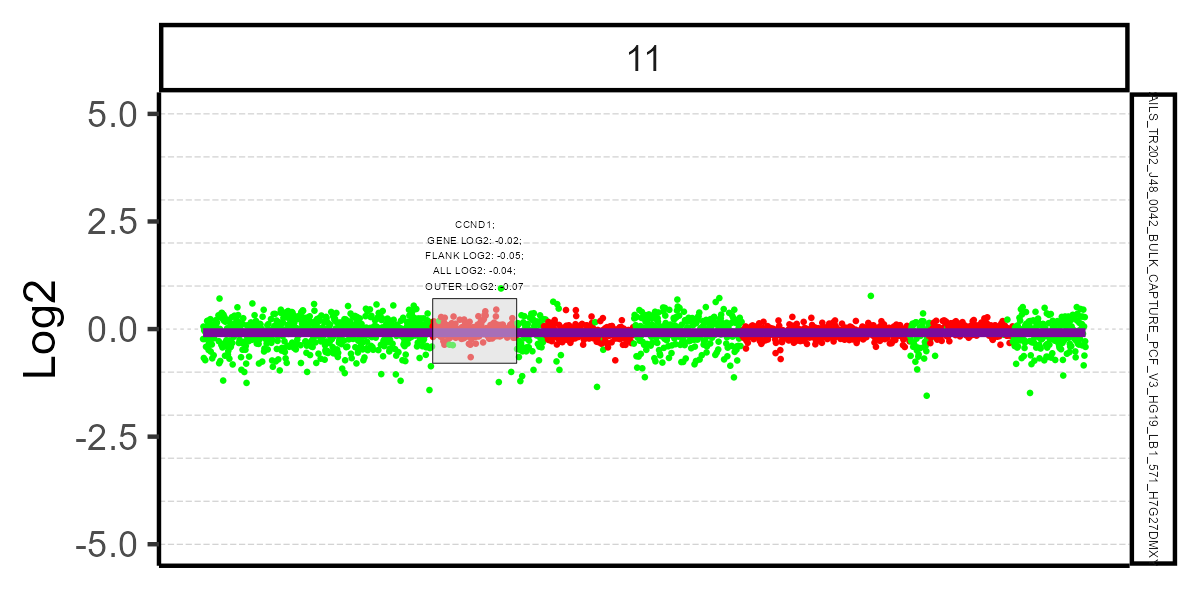 11
5.0
2.5
0.0
-2.5
-5.0
Log2
CCND1;
GENE LOG2: -0.02;
FLANK LOG2: -0.05;
ALL LOG2: -0.04;
OUTER LOG2: -0.07
AILS_TR202_J48_0042_BULK_CAPTURE_PCF_V3_HG19_LB1_571_H7G27DMX